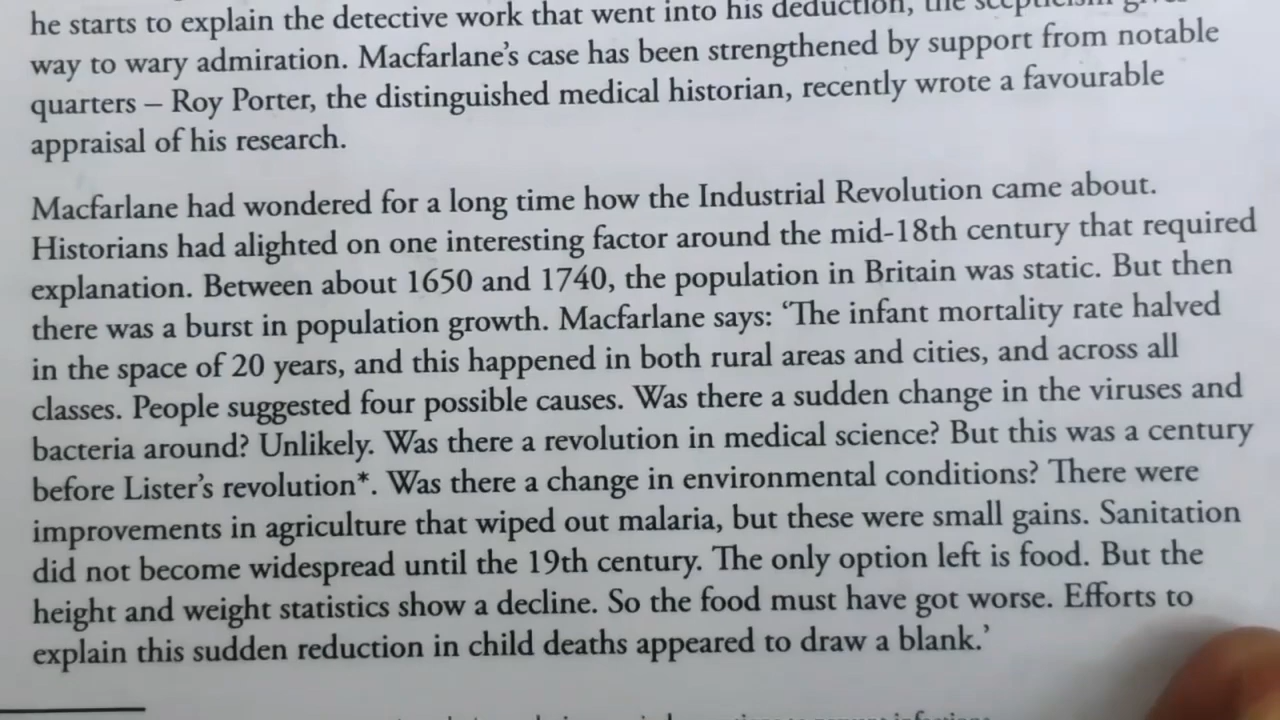 he starts to explain the detective work that went into his deduction, the scepticism
way to wary admiration. Macfarlane’s case has been strengthened by support from notable
quarters – Roy Porter, the distinguished medical historian, recently wrote a favourable
appraisal of his research.
Macfarlane had wondered for a long time how the Industrial Revolution came about.
Historians had alighted on one interesting factor around the mid-18th century that required
explanation. Between about 1650 and 1740, the population in Britain was static. But then
there was a burst in population growth. Macfarlane says: ‘The infant mortality rate halved
in the space of 20 years, and this happened in both rural areas and cities, and across all
classes. People suggested four possible causes. Was there a sudden change in the viruses and
bacteria around? Unlikely. Was there a revolution in medical science? But this was a century
before Lister’s revolution*. Was there a change in environmental conditions? There were
improvements in agriculture that wiped out malaria, but these were small gains. Sanitation
did not become widespread until the 19th century. The only option left is food. But the
height and weight statistics show a decline. So the food must have got worse. Efforts to
explain this sudden reduction in child deaths appeared to draw a blank.’